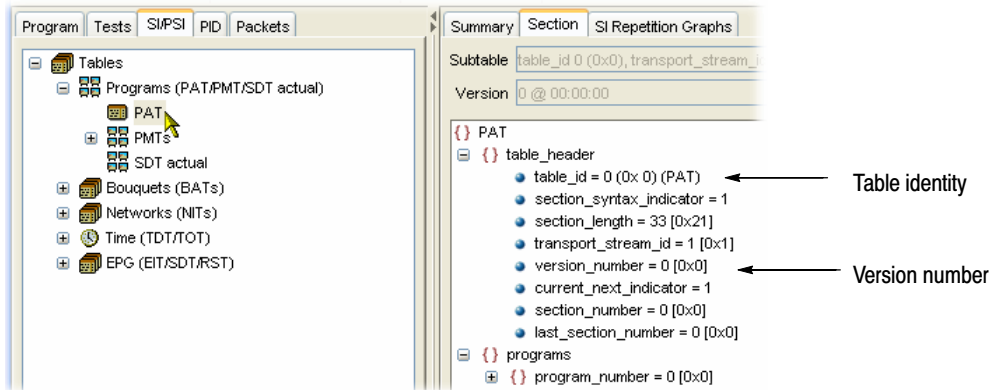 Program Tests SI/PSI PID Packets
Tables
Programs (PAT/PMT/SDT actual)
PAT
PMTs
SDT actual
Bouquets (BATs)
Networks (NITs)
Time (TDT/TOT)
EPG (EIT/SDT/RST)
Summary Section SI Repetition Graphs
Subtable table_id 0 (0x0), transport_stream_i
Version 0 @ 00:00:00
{} PAT
{} table_header
table_id = 0 (0x 0) (PAT)
section_syntax_indicator = 1
section_length = 33 [0x21]
transport_stream_id = 1 [0x1]
version_number = 0 [0x0]
current_next_indicator = 1
section_number = 0 [0x0]
last_section_number = 0 [0x0]
{} programs
{} program_number = 0 [0x0]
Table identity
Version number